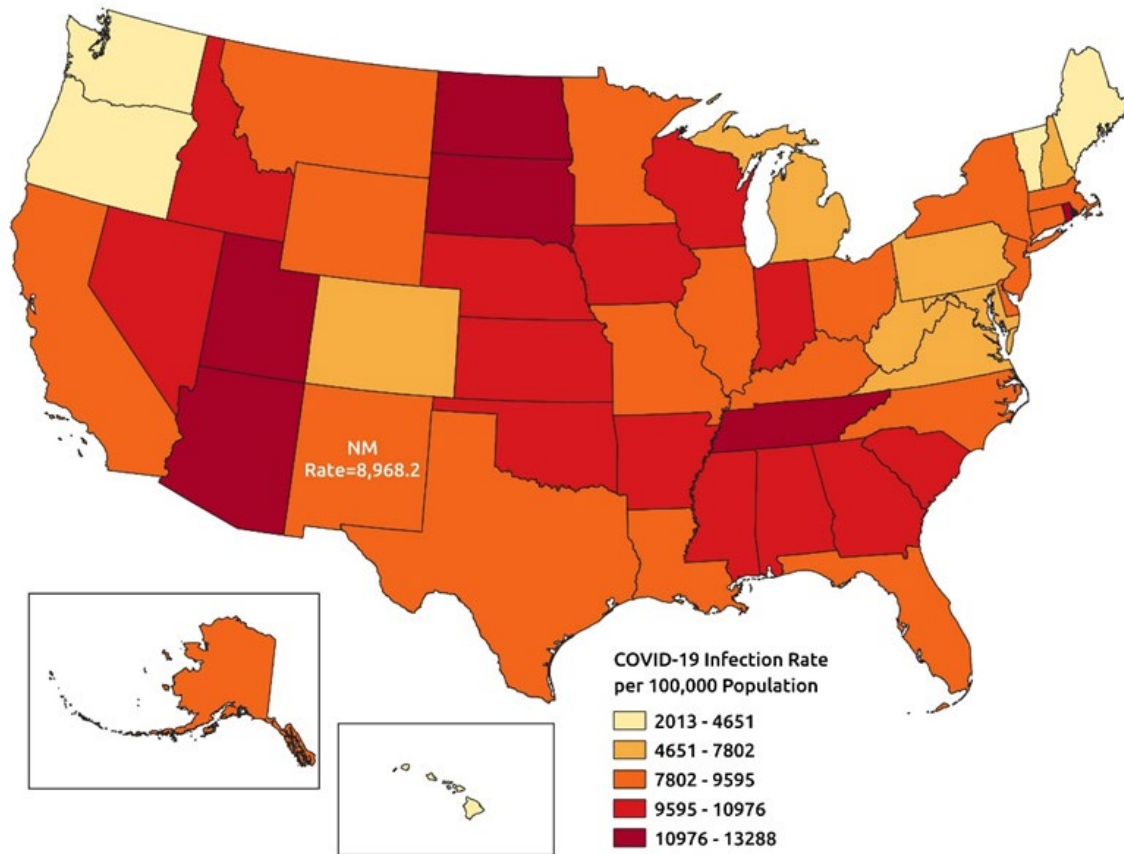 NM
Rate=8,968.2
COVID-19 Infection Rate
per 100,000 Population
2013 - 4651
4651 - 7802
7802 - 9595
9595 - 10976
10976 - 13288